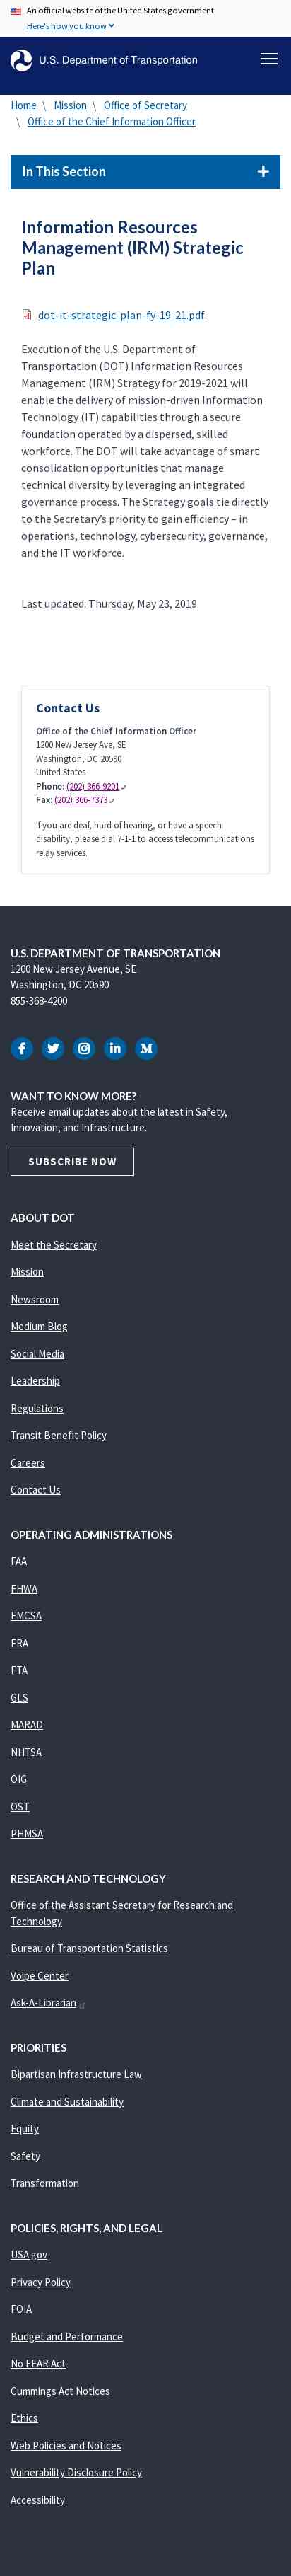 An official website of the United States government
Here's how you know
U.S. Department of Transportation
Home \ Mission \ Office of Secretary
\ Office of the Chief Information Officer
In This Section
Information Resources
Management (IRM) Strategic
Plan
dot-it-strategic-plan-fy-19-21.pdf
Execution of the U.S. Department of
Transportation (DOT) Information Resources
Management (IRM) Strategy for 2019-2021 will
enable the delivery of mission-driven Information
Technology (IT) capabilities through a secure
foundation operated by a dispersed, skilled
workforce. The DOT will take advantage of smart
consolidation opportunities that manage
technical diversity by leveraging an integrated
governance process. The Strategy goals tie directly
to the Secretary’s priority to gain efficiency – in
operations, technology, cybersecurity, governance,
and the IT workforce.
Last updated: Thursday, May 23, 2019
Contact Us
Office of the Chief Information Officer
1200 New Jersey Ave, SE
Washington, DC 20590
United States
Phone: (202) 366-9201
Fax: (202) 366-7373
If you are deaf, hard of hearing, or have a speech
disability, please dial 7-1-1 to access telecommunications
relay services.
U.S. DEPARTMENT OF TRANSPORTATION
1200 New Jersey Avenue, SE
Washington, DC 20590
855-368-4200
WANT TO KNOW MORE?
Receive email updates about the latest in Safety,
Innovation, and Infrastructure.
SUBSCRIBE NOW
ABOUT DOT
Meet the Secretary
Mission
Newsroom
Medium Blog
Social Media
Leadership
Regulations
Transit Benefit Policy
Careers
Contact Us
OPERATING ADMINISTRATIONS
FAA
FHWA
FMCSA
FRA
FTA
GLS
MARAD
NHTSA
OIG
OST
PHMSA
RESEARCH AND TECHNOLOGY
Office of the Assistant Secretary for Research and
Technology
Bureau of Transportation Statistics
Volpe Center
Ask-A-Librarian
PRIORITIES
Bipartisan Infrastructure Law
Climate and Sustainability
Equity
Safety
Transformation
POLICIES, RIGHTS, AND LEGAL
USA.gov
Privacy Policy
FOIA
Budget and Performance
No FEAR Act
Cummings Act Notices
Ethics
Web Policies and Notices
Vulnerability Disclosure Policy
Accessibility